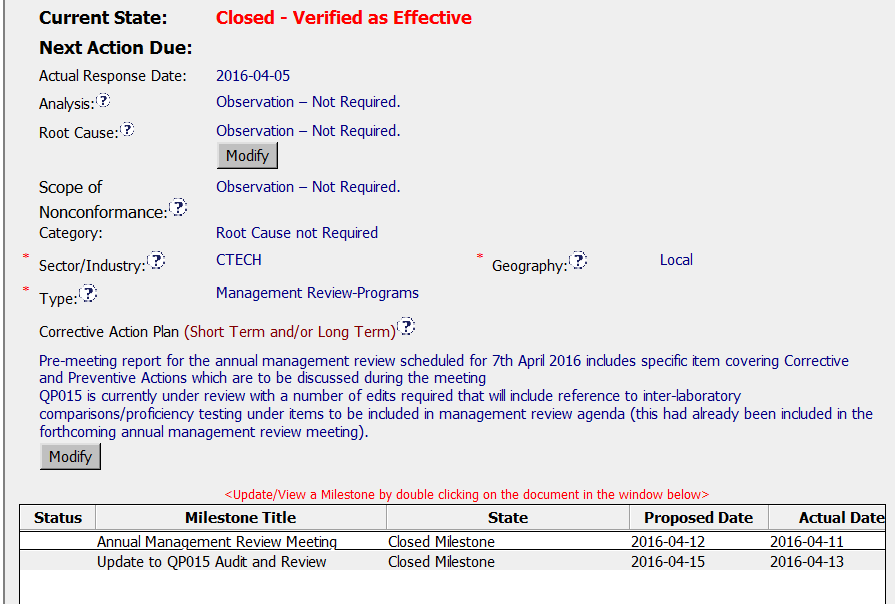 Current State: Closed - Verified as Effective
Next Action Due:
Actual Response Date: 2016-04-05
Analysis:? Observation – Not Required.
Root Cause:? Observation – Not Required.
Modify
Scope of Observation – Not Required.
Nonconformance:?
Category: Root Cause not Required
* Sector/Industry:? CTECH * Geography:? Local
* Type:? Management Review-Programs
Corrective Action Plan (Short Term and/or Long Term)?
Pre-meeting report for the annual management review scheduled for 7th April 2016 includes specific item covering Corrective
and Preventive Actions which are to be discussed during the meeting
QP015 is currently under review with a number of edits required that will include reference to inter-laboratory
comparisons/proficiency testing under items to be included in management review agenda (this had already been included in the
forthcoming annual management review meeting).
Modify
<Update/View a Milestone by double clicking on the document in the window below>
Status Milestone Title State Proposed Date Actual Date
Annual Management Review Meeting Closed Milestone 2016-04-12 2016-04-11
Update to QP015 Audit and Review Closed Milestone 2016-04-15 2016-04-13